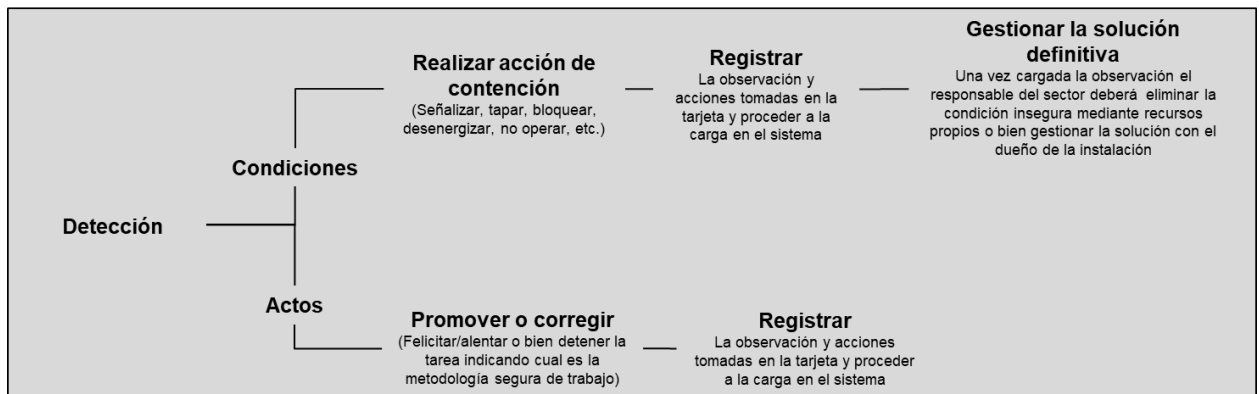 Gestionar la solución
definitiva
Una vez cargada la observación el
responsable del sector deberá eliminar la
condición insegura mediante recursos
propios o bien gestionar la solución con el
dueño de la instalación
Realizar acción de
contención
(Señalizar, tapar, bloquear,
desenergizar, no operar, etc.)
Registrar
La observación y
acciones tomadas en la
tarjeta y proceder a la
carga en el sistema
Condiciones
Detección
Actos
Promover o corregir
(Felicitar/alentar o bien detener la
tarea indicando cual es la
metodología segura de trabajo)
Registrar
La observación y acciones
tomadas en la tarjeta y proceder
a la carga en el sistema